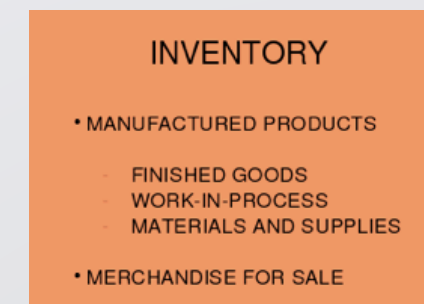 INVENTORY
• MANUFACTURED PRODUCTS
- FINISHED GOODS
- WORK-IN-PROCESS
- MATERIALS AND SUPPLIES
• MERCHANDISE FOR SALE